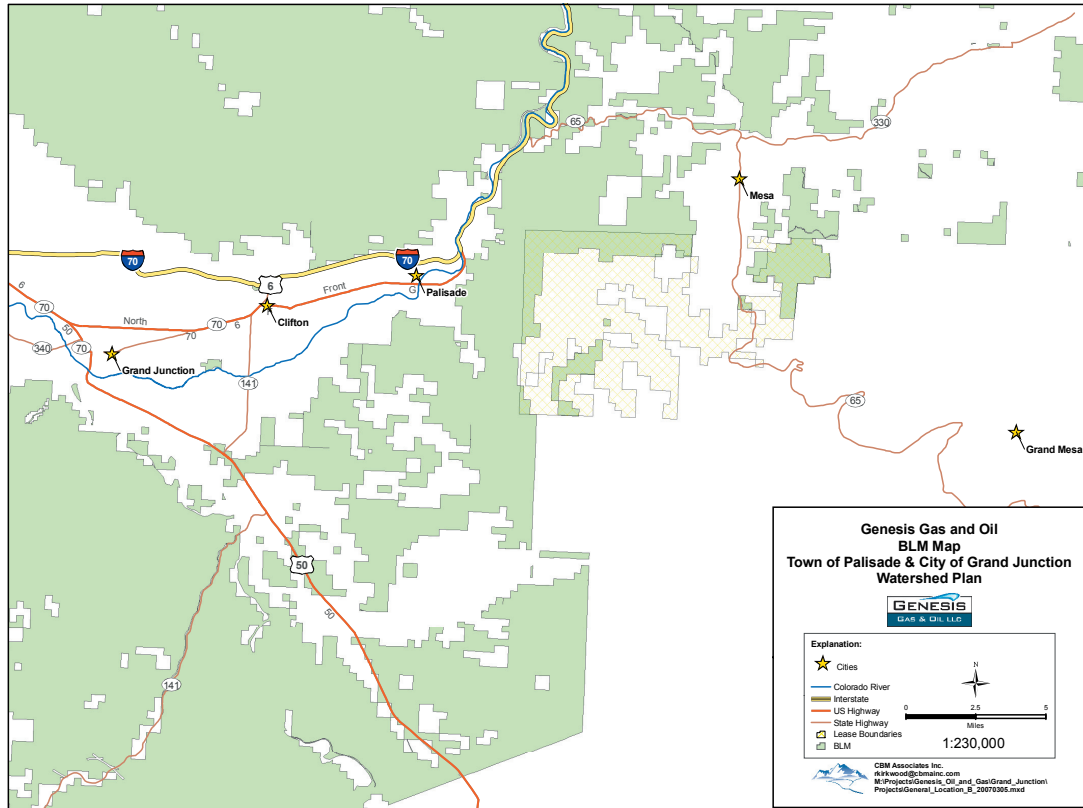 65
330
Mesa
70
70
6
Palisade
G
Front
6
70
North
70
6
Clifton
50
70
340
70
Grand Junction
141
65
Grand Mesa
50
50
141
Genesis Gas and Oil
BLM Map
Town of Palisade & City of Grand Junction
Watershed Plan
GENESIS
GAS & OIL LLC
Explanation:
Cities
Colorado River
Interstate
US Highway
State Highway
Lease Boundaries
BLM
N
0 2.5 5
Miles
1:230,000
CBM Associates Inc.
rkirkwood@cbmainc.com
M:\Projects\Genesis_Oil_and_Gas\Grand_Junction\
Projects\General_Location_B_20070305.mxd